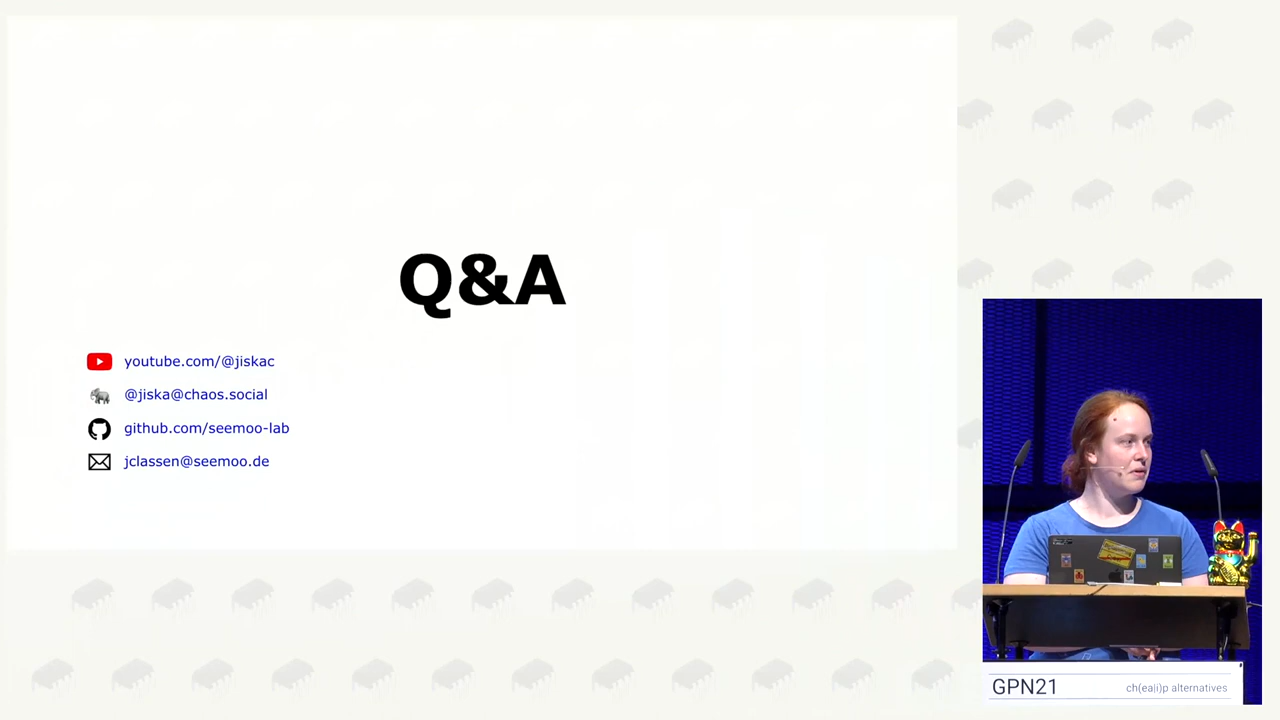 Q&A
youtube.com/@jiskac
@jiska@chaos.social
github.com/seemoo-lab
jclassen@seemoo.de
GPN21
ch(ea|i)p alternatives